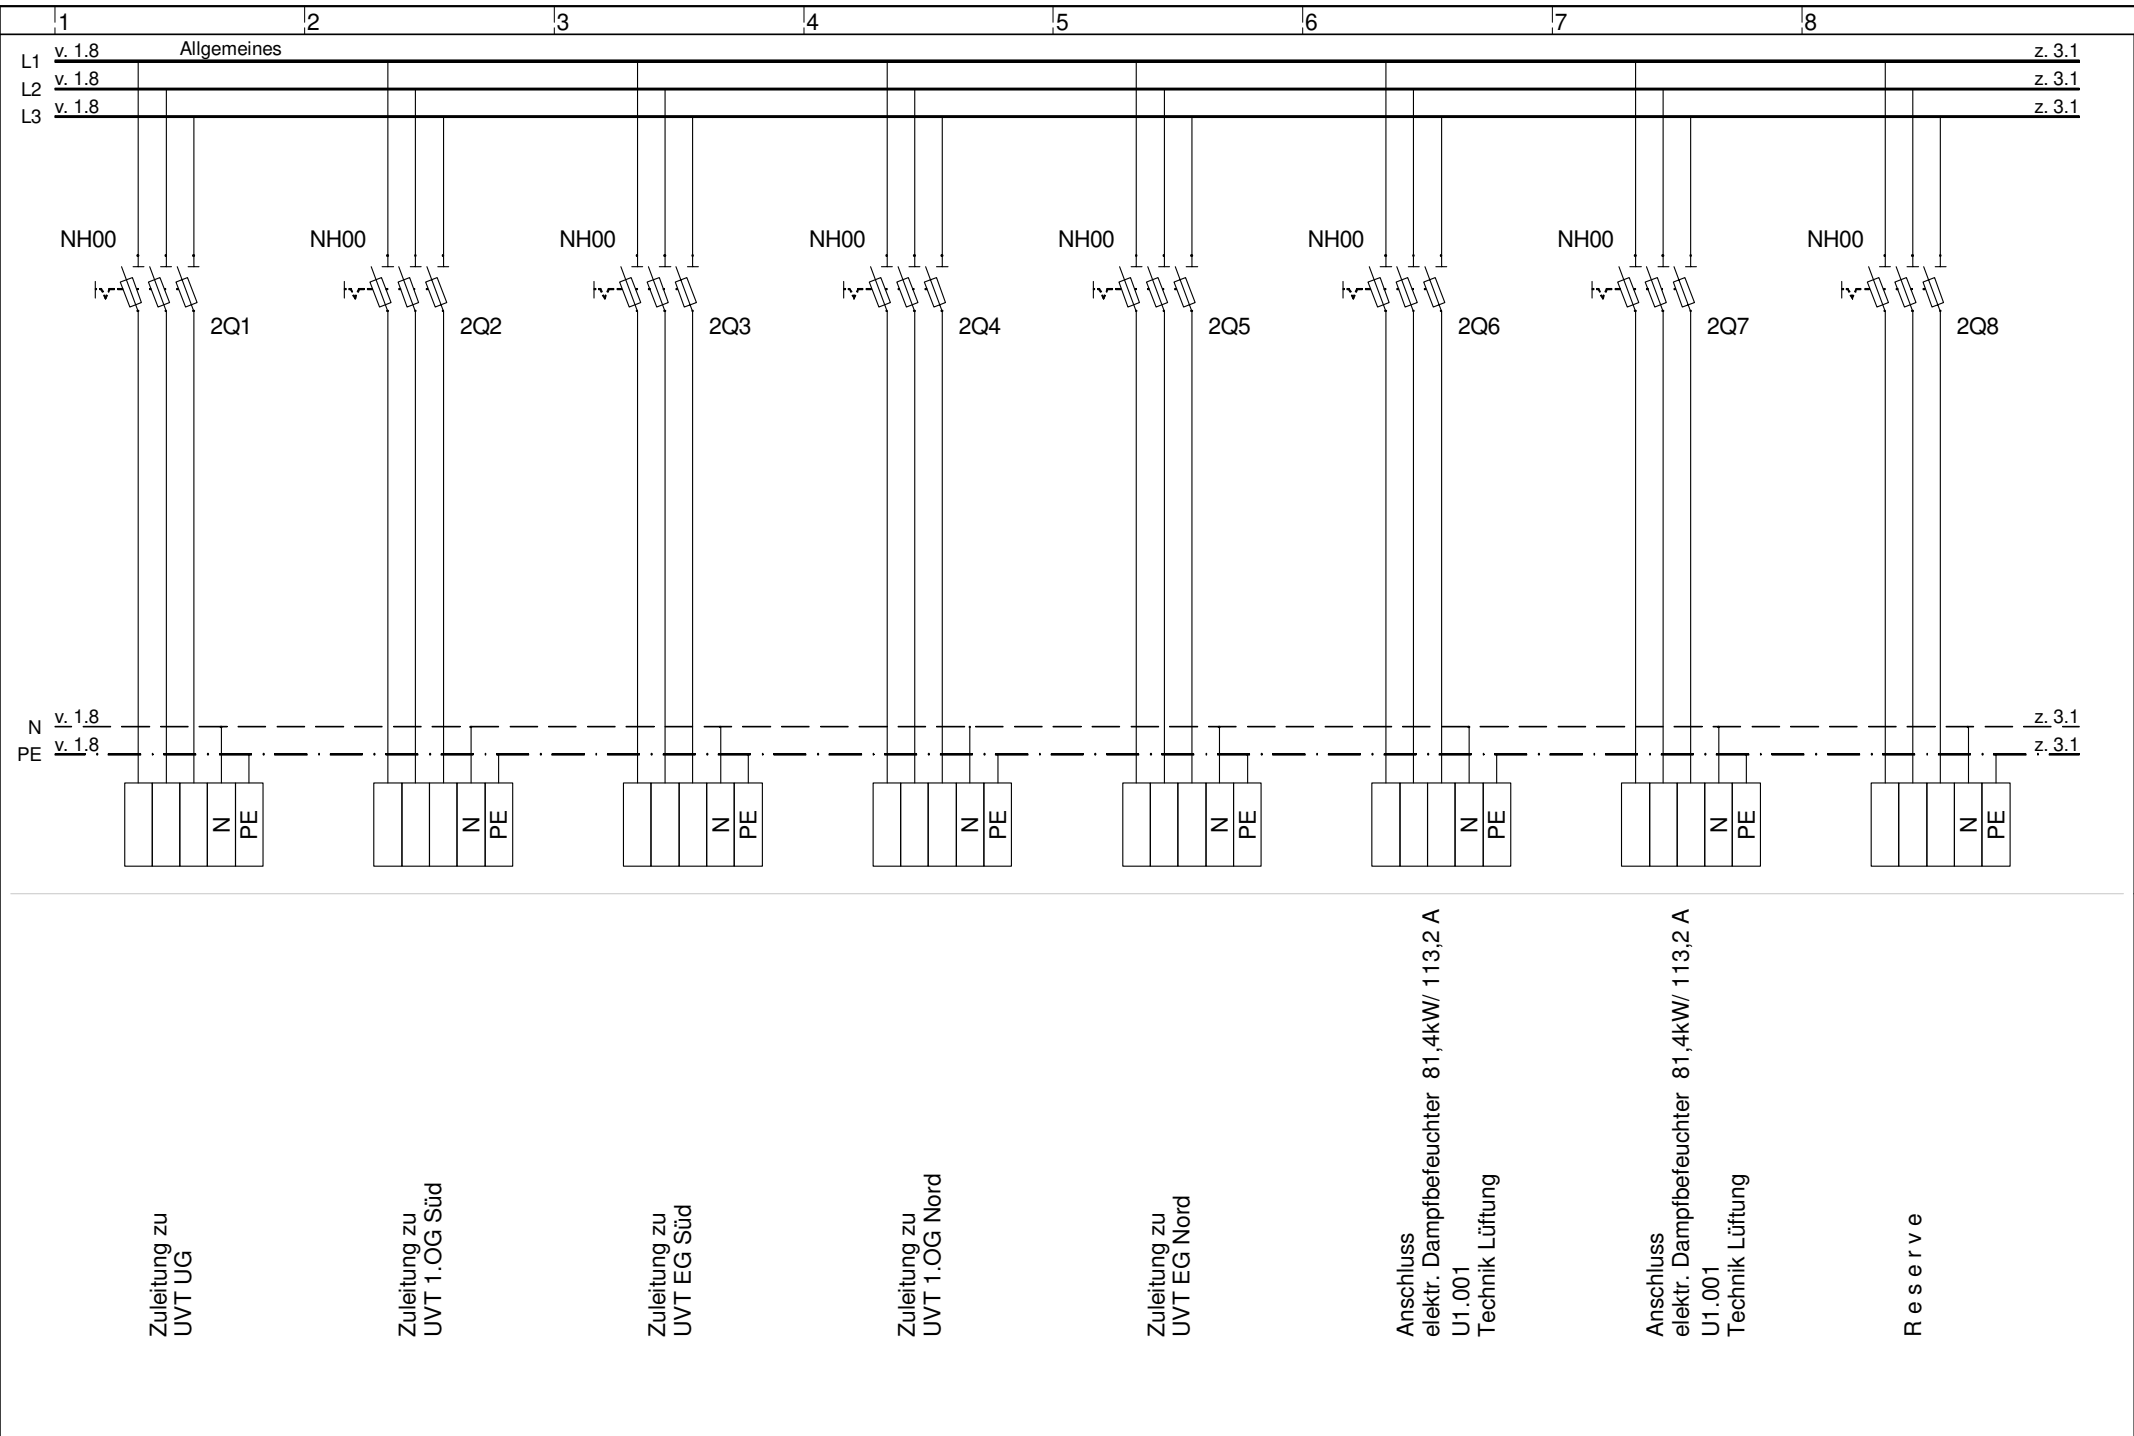 1 2 3 4 5 6 7 8
Allgemeines
L1 v. 1.8 z. 3.1
L2 v. 1.8 z. 3.1
L3 v. 1.8 z. 3.1
NH00 NH00 NH00 NH00 NH00 NH00 NH00 NH00
2Q1 2Q2 2Q3 2Q4 2Q5 2Q6 2Q7 2Q8
N v. 1.8 z. 3.1
PE v. 1.8 z. 3.1
N PE N PE N PE N PE N PE N PE N PE N PE
Zuleitung zu
UVT UG
Zuleitung zu
UVT 1.OG Süd
Zuleitung zu
UVT EG Süd
Zuleitung zu
UVT 1.OG Nord
Zuleitung zu
UVT EG Nord
Anschluss
elektr. Dampfbefeuchter 81,4kW/ 113,2 A
U1.001
Technik Lüftung
Anschluss
elektr. Dampfbefeuchter 81,4kW/ 113,2 A
U1.001
Technik Lüftung
R e s e r v e